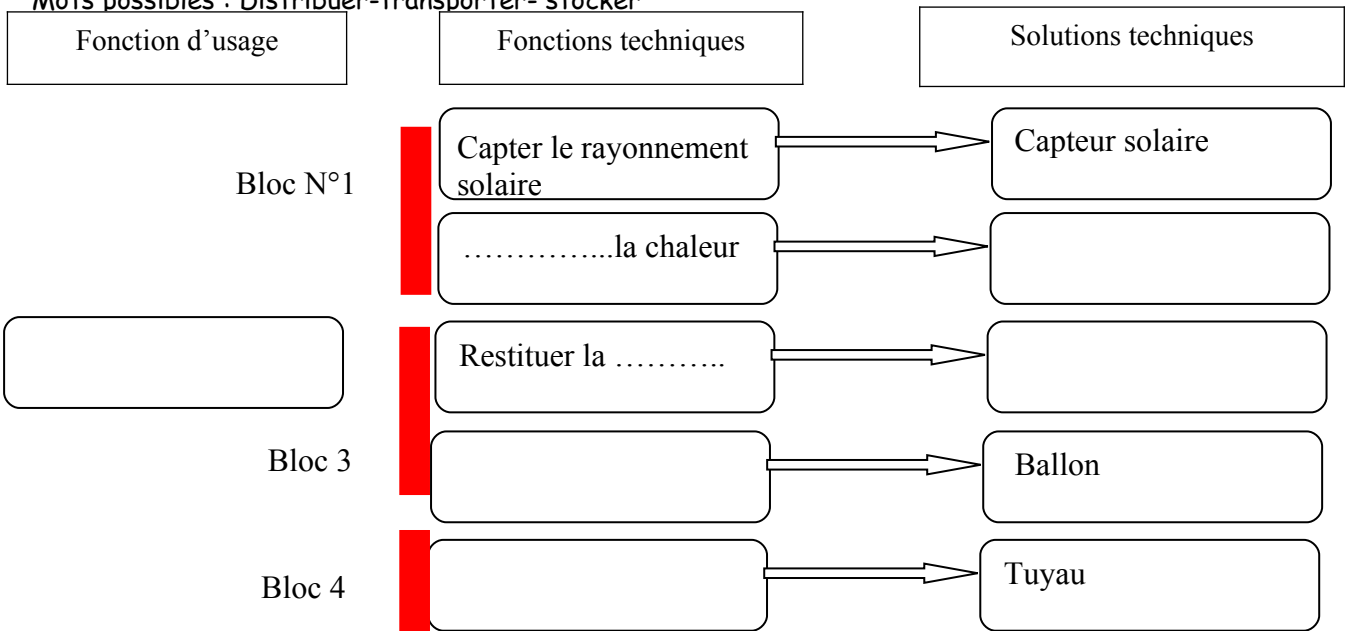 Mots possibles : Distribuer-Transporter- stocker
Fonction d’usage
Fonctions techniques
Solutions techniques
Bloc N°1
Capter le rayonnement
solaire
Capteur solaire
…………...la chaleur
Restituer la ………..
Bloc 3
Ballon
Bloc 4
Tuyau